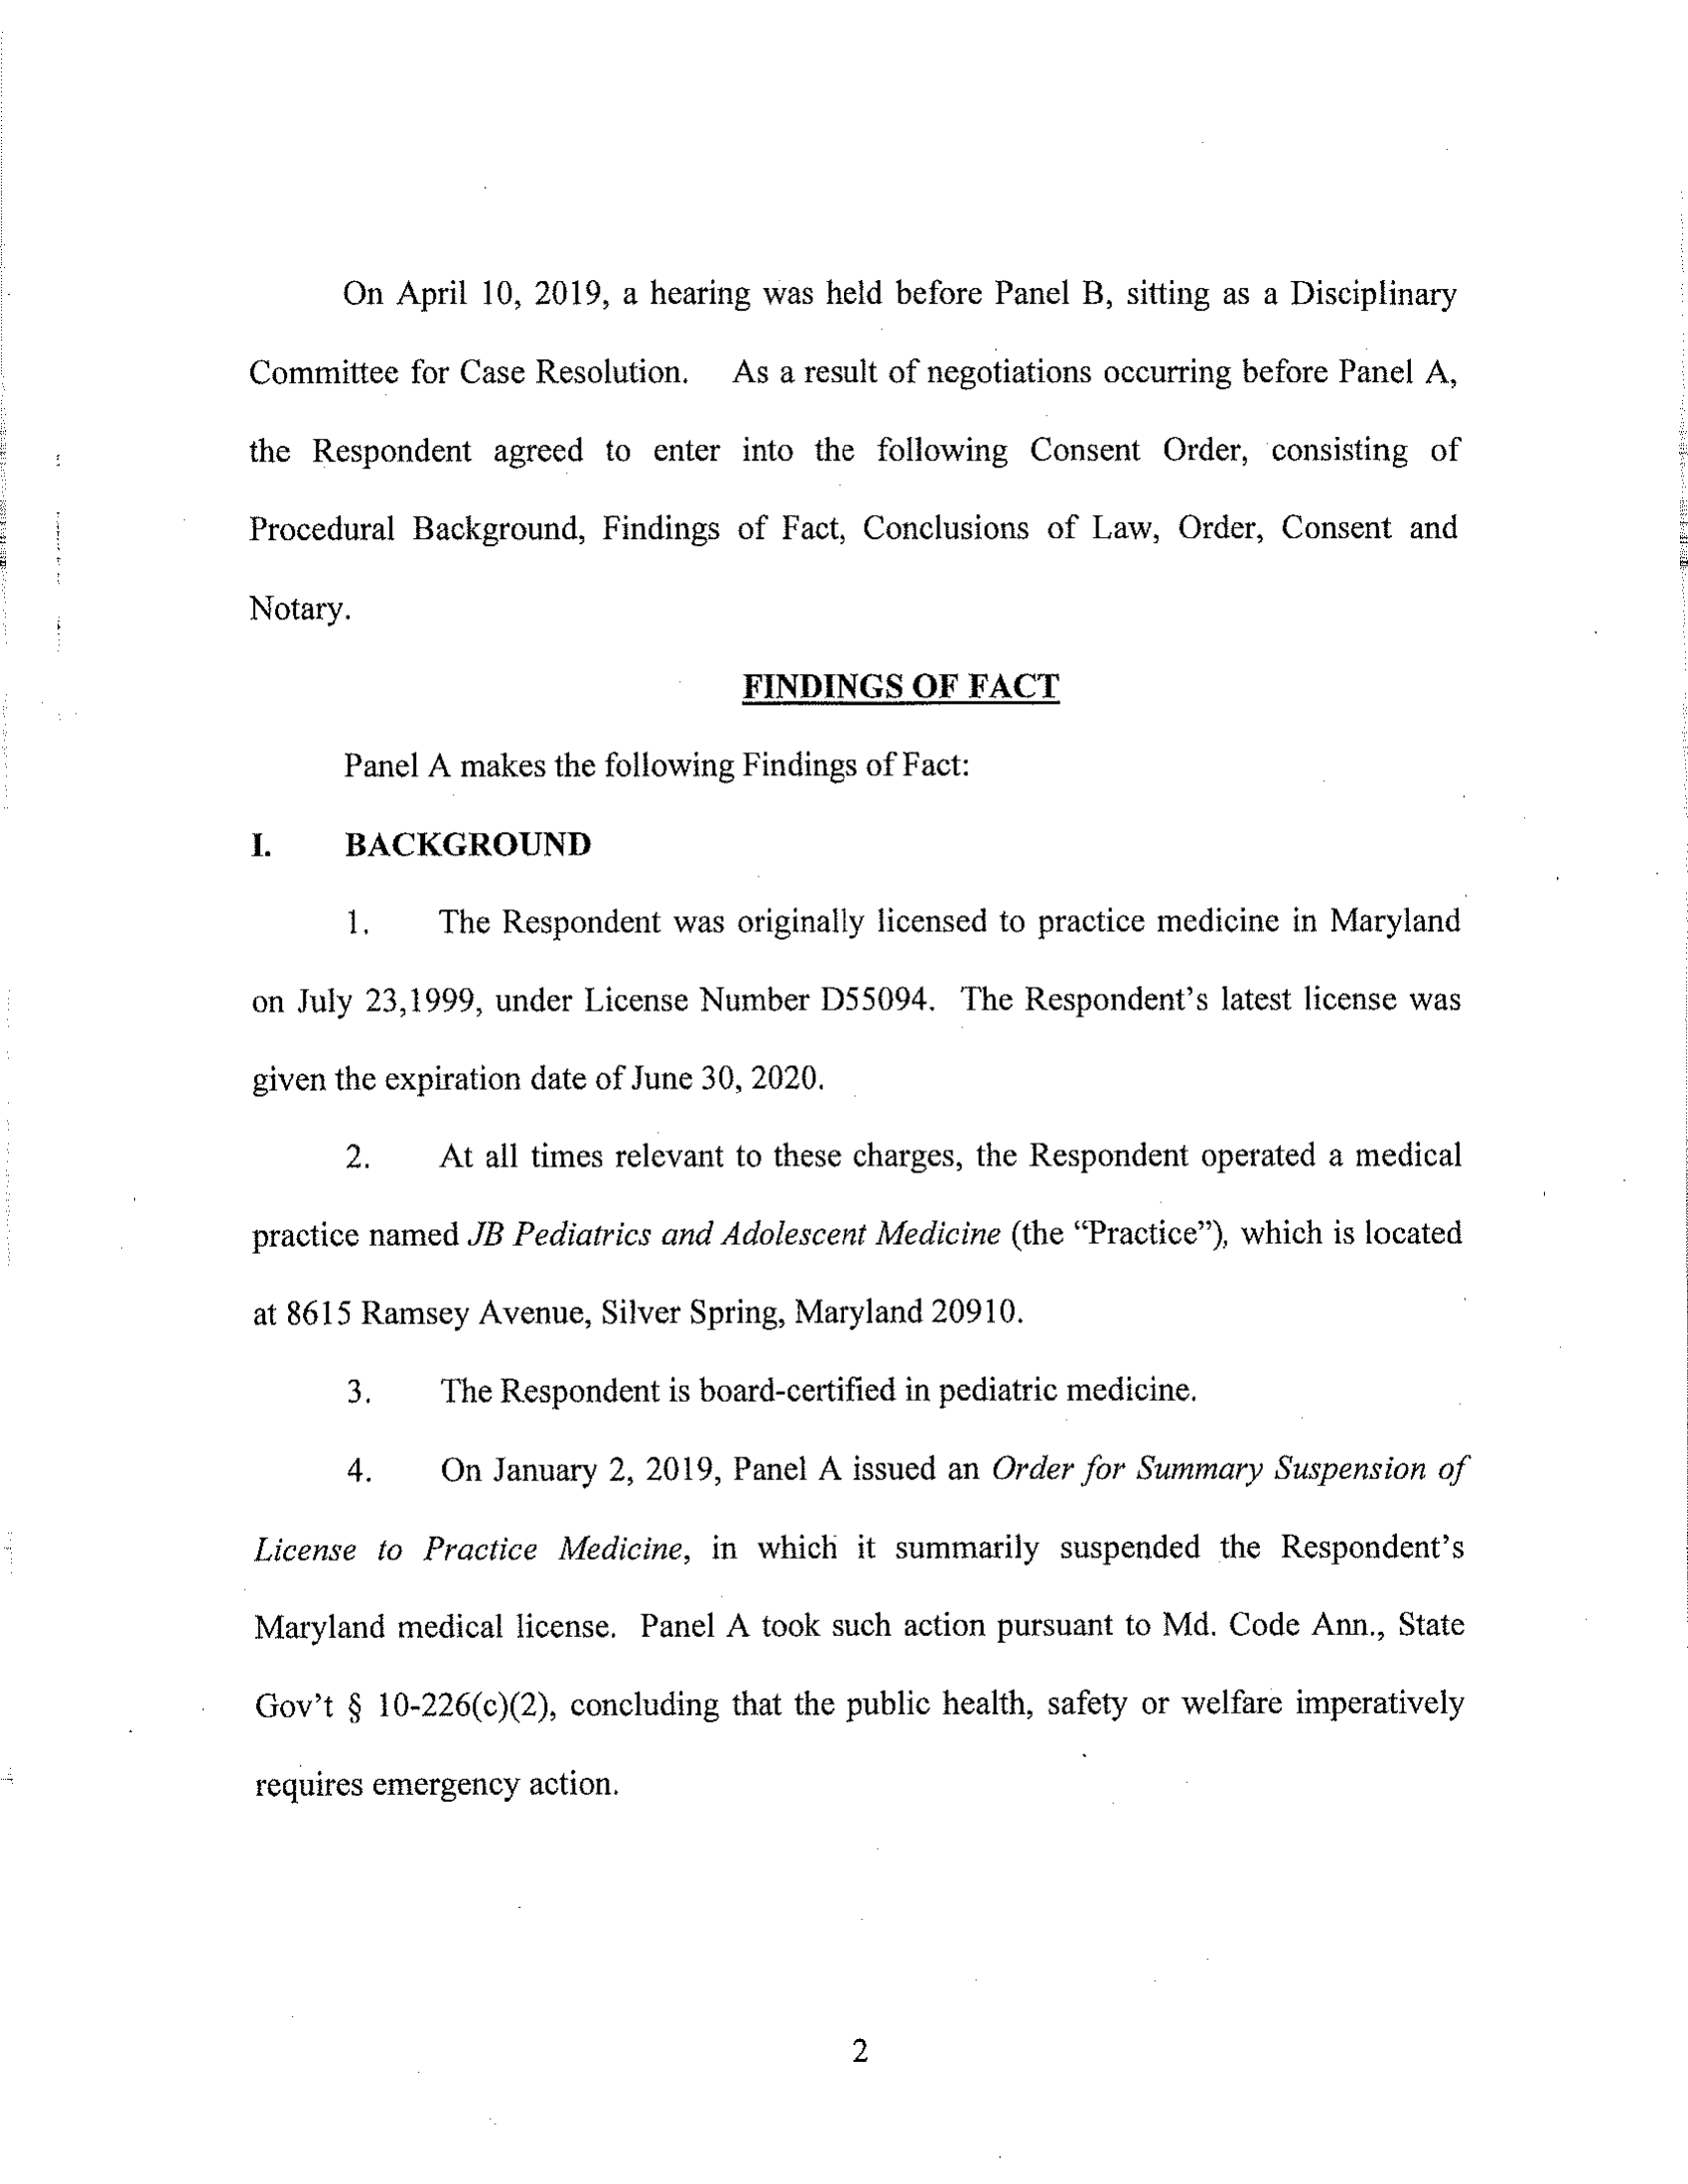 On April 10, 2019, a hearing was held before Panel B, sitting as a Disciplinary
Committee for Case Resolution. As a result of negotiations occurring before Panel A,
the Respondent agreed to enter into the following Consent Order, consisting of
Procedural Background, Findings of Fact, Conclusions of Law, Order, Consent and
Notary.
FINDINGS OF FACT
Panel A makes the following Findings of Fact:
I. BACKGROUND
1. The Respondent was originally licensed to practice medicine in Maryland
on July 23,1999, under License Number D55094. The Respondent's latest license was
given the expiration date of June 30, 2020.
2. At all times relevant to these charges, the Respondent operated a medical
practice named JB Pediatrics and Adolescent Medicine (the “Practice”), which is located
at 8615 Ramsey Avenue, Silver Spring, Maryland 20910.
3. The Respondent is board-certified in pediatric medicine.
4. On January 2, 2019, Panel A issued an Order for Summary Suspension of
License to Practice Medicine, in which it summarily suspended the Respondent's
Maryland medical license. Panel A took such action pursuant to Md. Code Ann., State
Gov't § 10-226(c)(2), concluding that the public health, safety or welfare imperatively
requires emergency action.
2